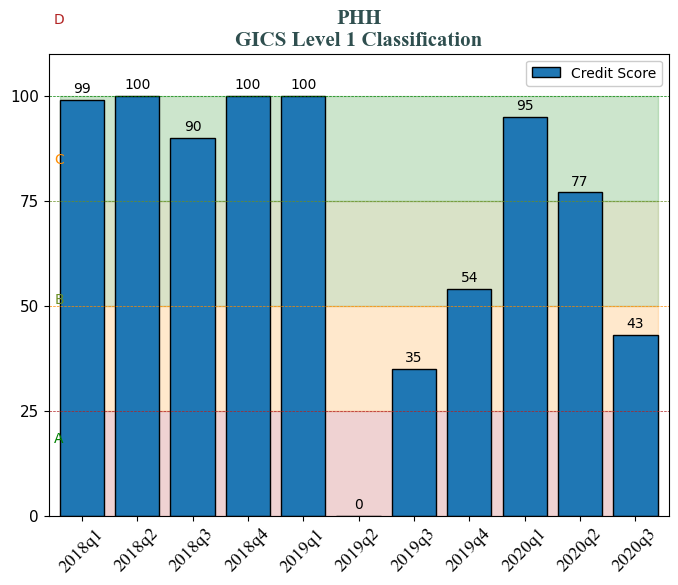 D
PHH
GICS Level 1 Classification
Credit Score
100
75
50
25
0
C
B
A
99
100
90
100
100
0
35
54
95
77
43
2018q1
2018q2
2018q3
2018q4
2019q1
2019q2
2019q3
2019q4
2020q1
2020q2
2020q3